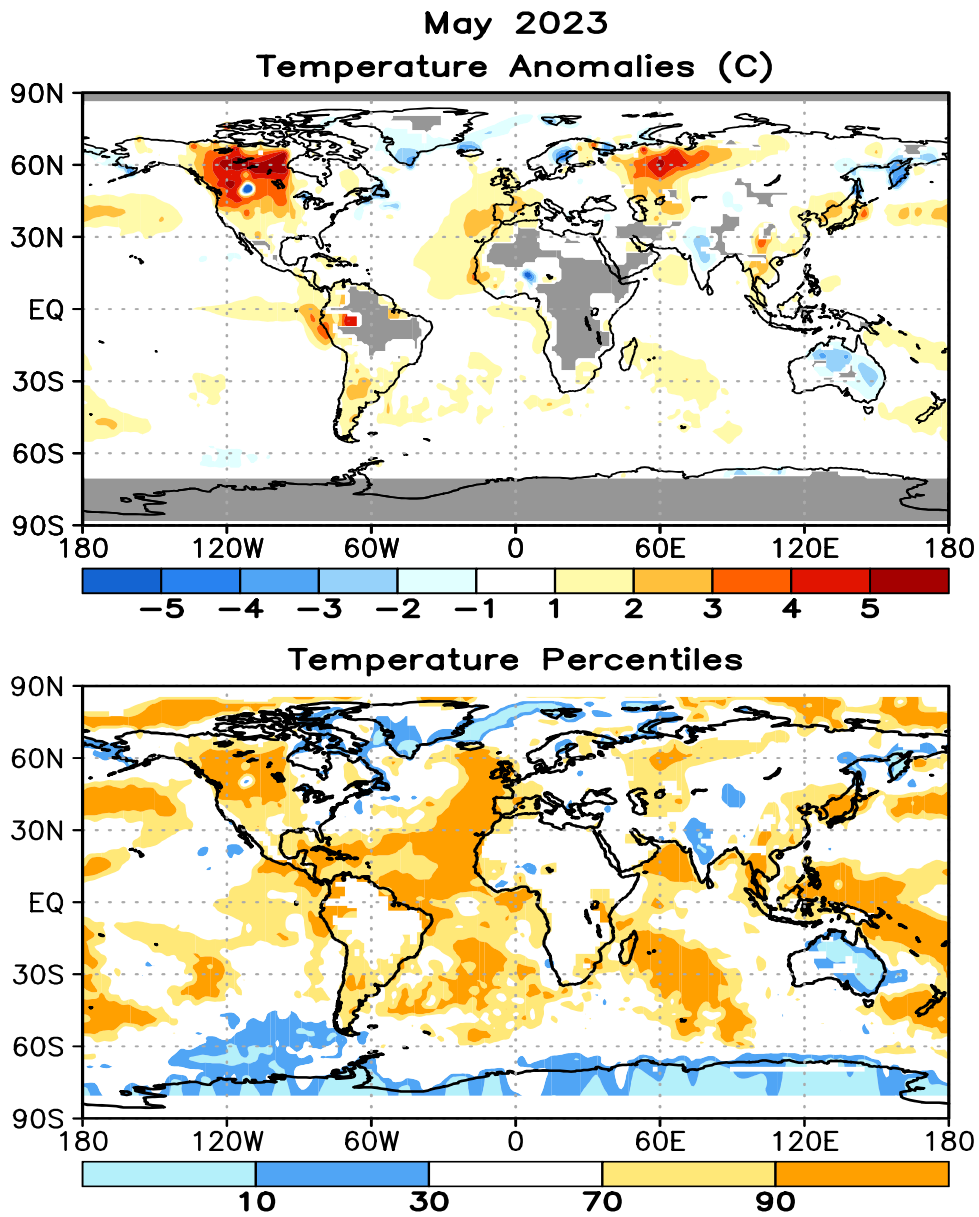 May 2023
Temperature Anomalies (C)
90N
60N
30N
EQ
30S
60S
90S
180 120W 60W 0 60E 120E 180
−5 −4 −3 −2 −1 1 2 3 4 5
Temperature Percentiles
90N
60N
30N
EQ
30S
60S
90S
180 120W 60W 0 60E 120E 180
10 30 70 90